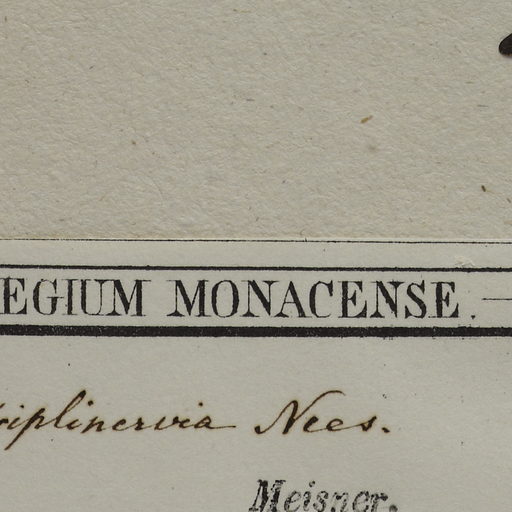 EGIUM MONACENSE.
riplinervia Nees.
Meisner.